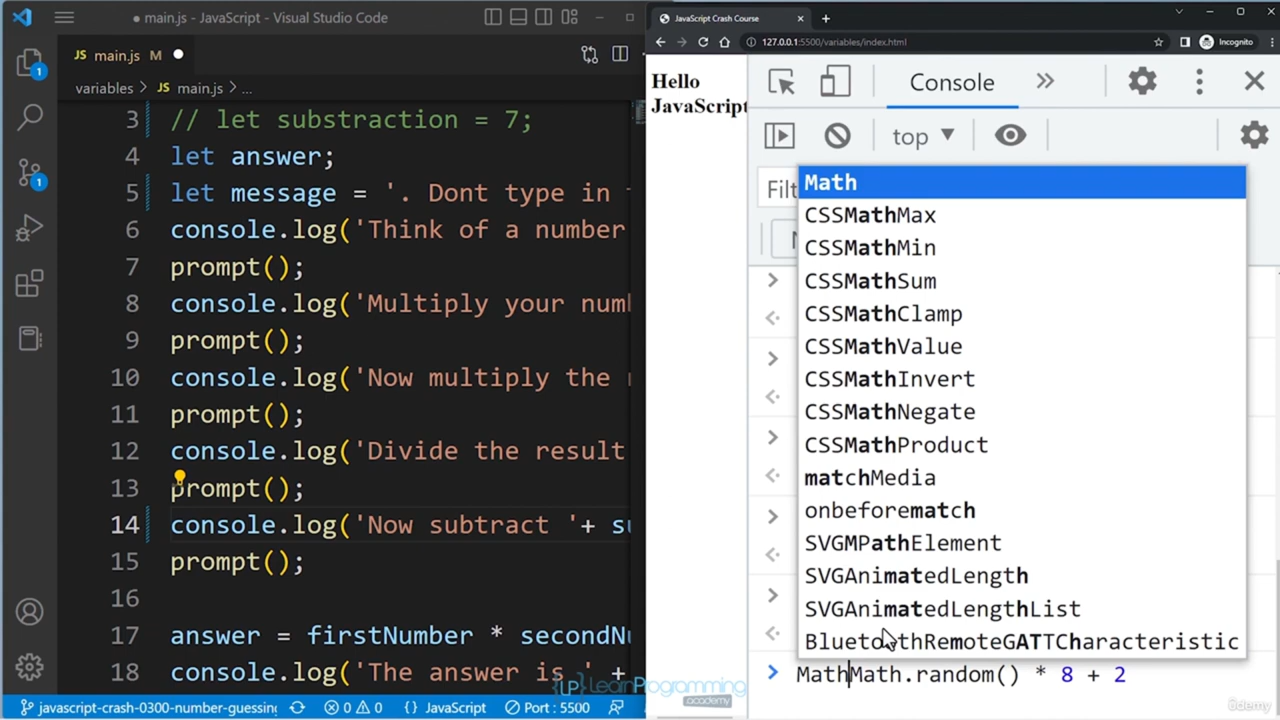 main.js - JavaScript - Visual Studio Code
JS main.js M
variables > JS main.js > ...
3 // let substraction = 7;
4 let answer;
5 let message = '. Dont type in
6 console.log('Think of a number
7 prompt();
8 console.log('Multiply your
9 prompt();
10 console.log('Now multiply the
11 prompt();
12 console.log('Divide the result
13 prompt();
14 console.log('Now subtract '+
15 prompt();
16
17 answer = firstNumber *
18 console.log('The answer is ' +
1
1
javascript-crash-0300-number-guessing
0 0
{} JavaScript
Port : 5500
JavaScript Crash Course
127.0.0.1:5500/variables/index.html
Incognito
Hello
JavaScript
Console
top
Math
CSSMathMax
CSSMathMin
CSSMathSum
CSSMathClamp
CSSMathValue
CSSMathInvert
CSSMathNegate
CSSMathProduct
matchMedia
onbeforematch
SVGMPathElement
SVGAnimatedLength
SVGAnimatedLengthList
BluetoothRemoteGATTCharacteristic
> MathMath.random() * 8 + 2
LP LearnProgramming
academy
ûdemy